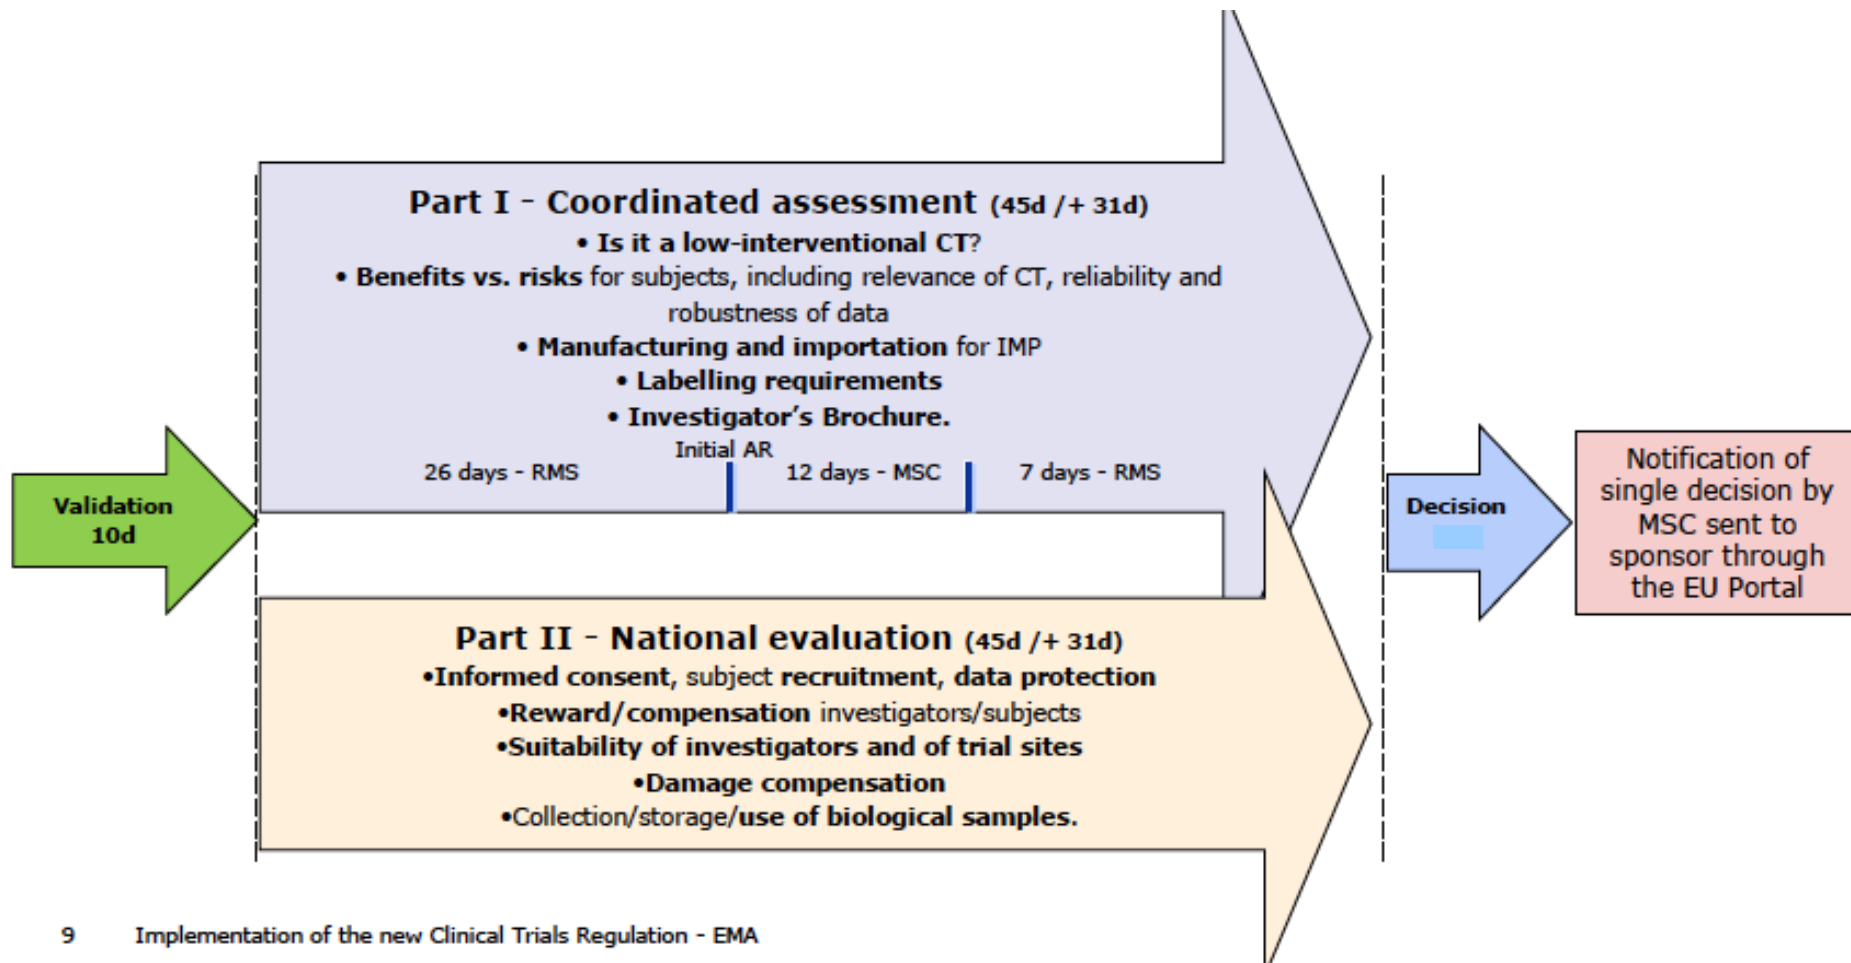 Part I - Coordinated assessment (45d /+ 31d)
• Is it a low-interventional CT?
• Benefits vs. risks for subjects, including relevance of CT, reliability and
robustness of data
• Manufacturing and importation for IMP
• Labelling requirements
• Investigator's Brochure.
Initial AR
26 days - RMS
12 days - MSC
7 days - RMS
Validation
10d
Decision
Notification of
single decision by
MSC sent to
sponsor through
the EU Portal
Part II - National evaluation (45d /+ 31d)
•Informed consent, subject recruitment, data protection
•Reward/compensation investigators/subjects
•Suitability of investigators and of trial sites
•Damage compensation
•Collection/storage/use of biological samples.
9 Implementation of the new Clinical Trials Regulation - EMA